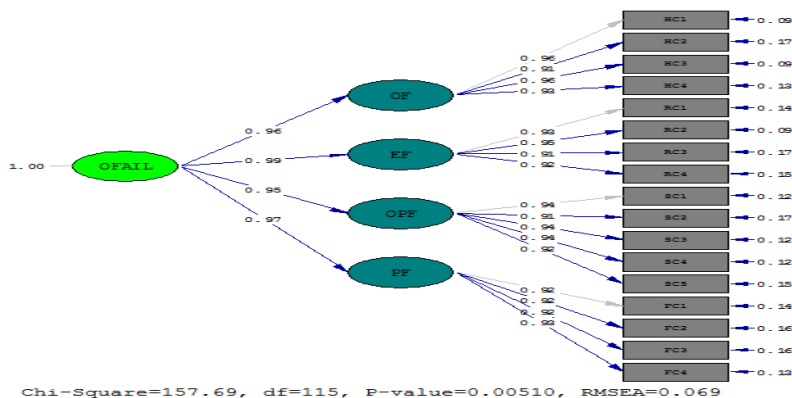 HC1 0.09
HC2 0.17
0.96
0.91
HC3 0.09
0.96
HC4 0.13
0.93
OF
RC1 0.14
0.96
RC2 0.09
0.93
0.95
EF
RC3 0.17
0.91
0.99
0.92
1.00 OFAIL
RC4 0.15
0.95
SC1 0.12
0.94
OPF
SC2 0.17
0.91
0.97
0.94
SC3 0.12
0.94
0.92
SC4 0.12
PF
SC5 0.15
0.92
FC1 0.14
0.92
FC2 0.16
FC3 0.16
FC4 0.13
Chi-Square=157.69, df=115, P-value=0.00510, RMSEA=0.069